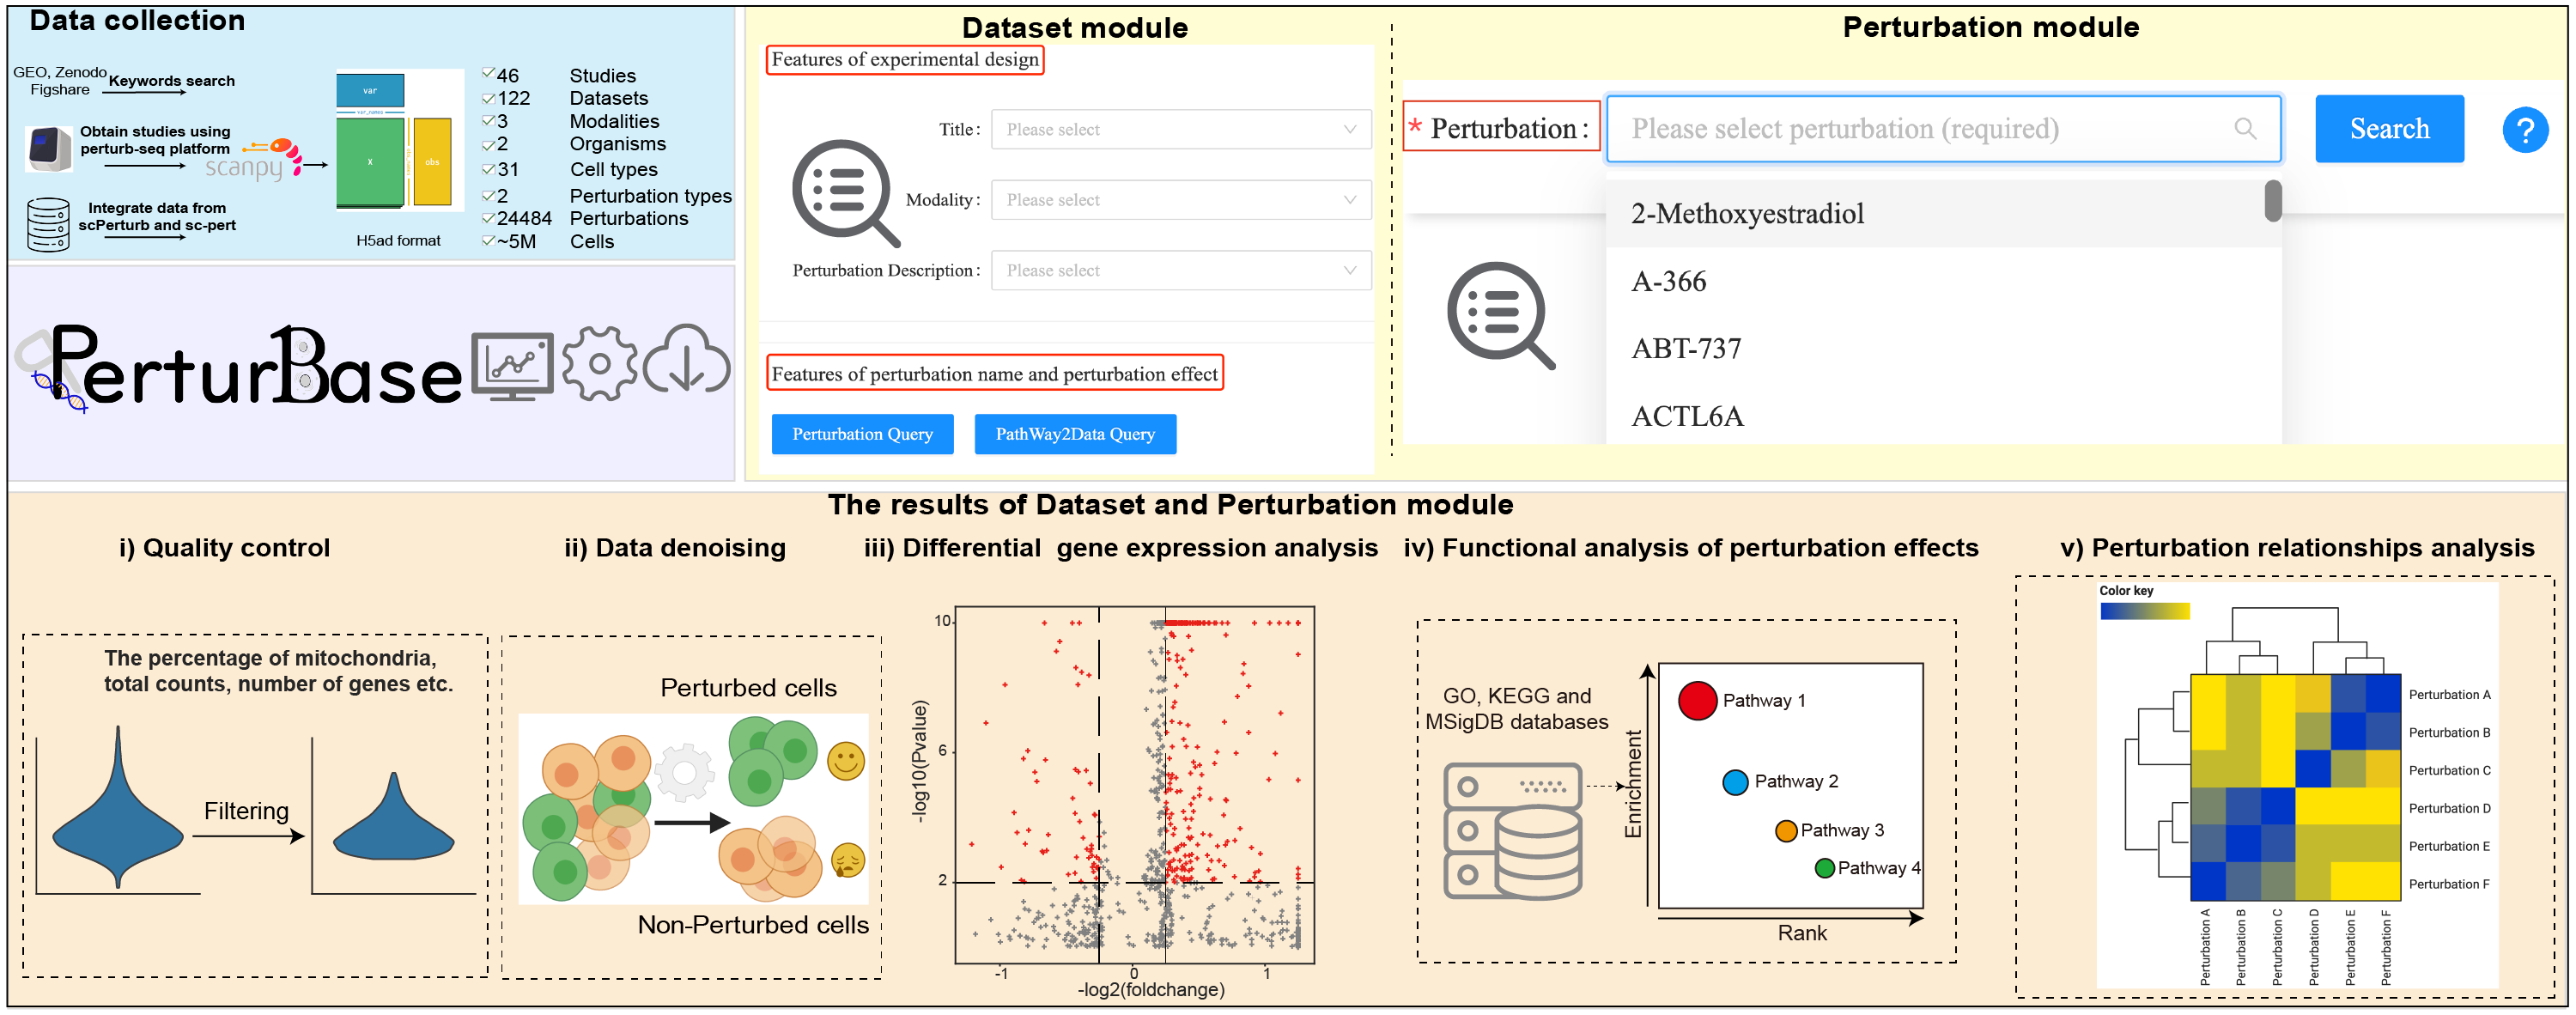 Data collection
GEO, Zenodo
Figshare
Keywords search
Obtain studies using
perturb-seq platform
scanpy
Integrate data from
scPerturb and sc-pert
var
var_names
X
obs
H5ad format
46 Studies
122 Datasets
3 Modalities
2 Organisms
31 Cell types
2 Perturbation types
24484 Perturbations
~5M Cells
PerturBase
Dataset module
Features of experimental design
Title : Please select
Modality : Please select
Perturbation Description : Please select
Features of perturbation name and perturbation effect
Perturbation Query
PathWay2Data Query
Perturbation module
* Perturbation :
Please select perturbation (required)
Search
?
2-Methoxyestradiol
A-366
ABT-737
ACTL6A
The results of Dataset and Perturbation module
i) Quality control
The percentage of mitochondria,
total counts, number of genes etc.
Filtering
ii) Data denoising
Perturbed cells
Non-Perturbed cells
iii) Differential gene expression analysis
-log10(Pvalue)
10
6
2
-1
0
1
-log2(foldchange)
iv) Functional analysis of perturbation effects
GO, KEGG and
MSigDB databases
Enrichment
Pathway 1
Pathway 2
Pathway 3
Pathway 4
Rank
v) Perturbation relationships analysis
Color key
Perturbation A
Perturbation B
Perturbation C
Perturbation D
Perturbation E
Perturbation F
Perturbation A
Perturbation B
Perturbation C
Perturbation D
Perturbation E
Perturbation F